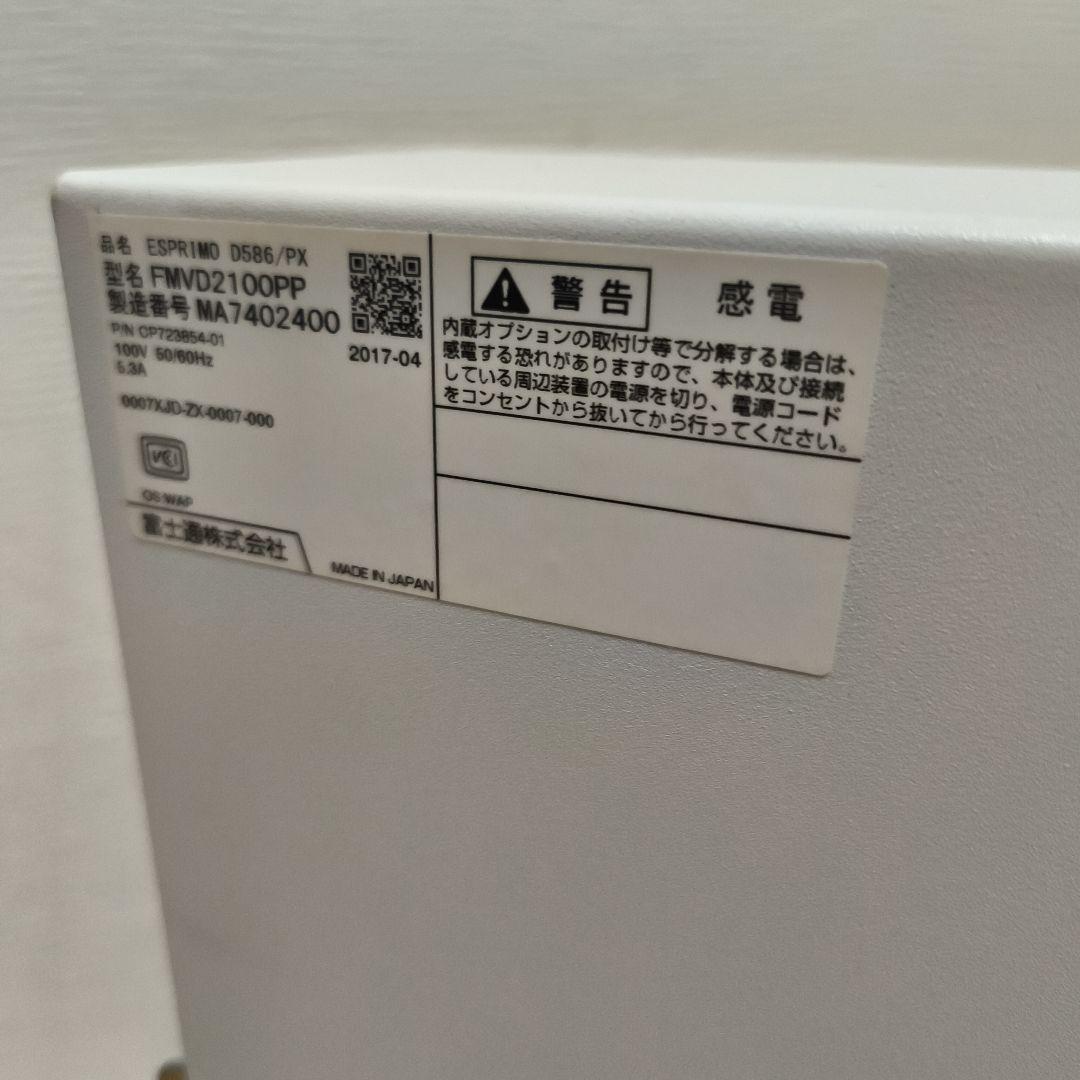 品名 ESPRIMO D586/PX
型名 FMVD2100PP
製造番号 MA7402400
P/N CP723854-01
100V 50/60Hz
5.3A
2017-04
0007XJD-ZX-0007-000
VCI
OS:WAP
富士通株式会社
MADE IN JAPAN
警告 感電
内蔵オプションの取付け等で分解する場合は、
感電する恐れがありますので、本体及び接続
している周辺装置の電源を切り、電源コード
をコンセントから抜いてから行ってください。